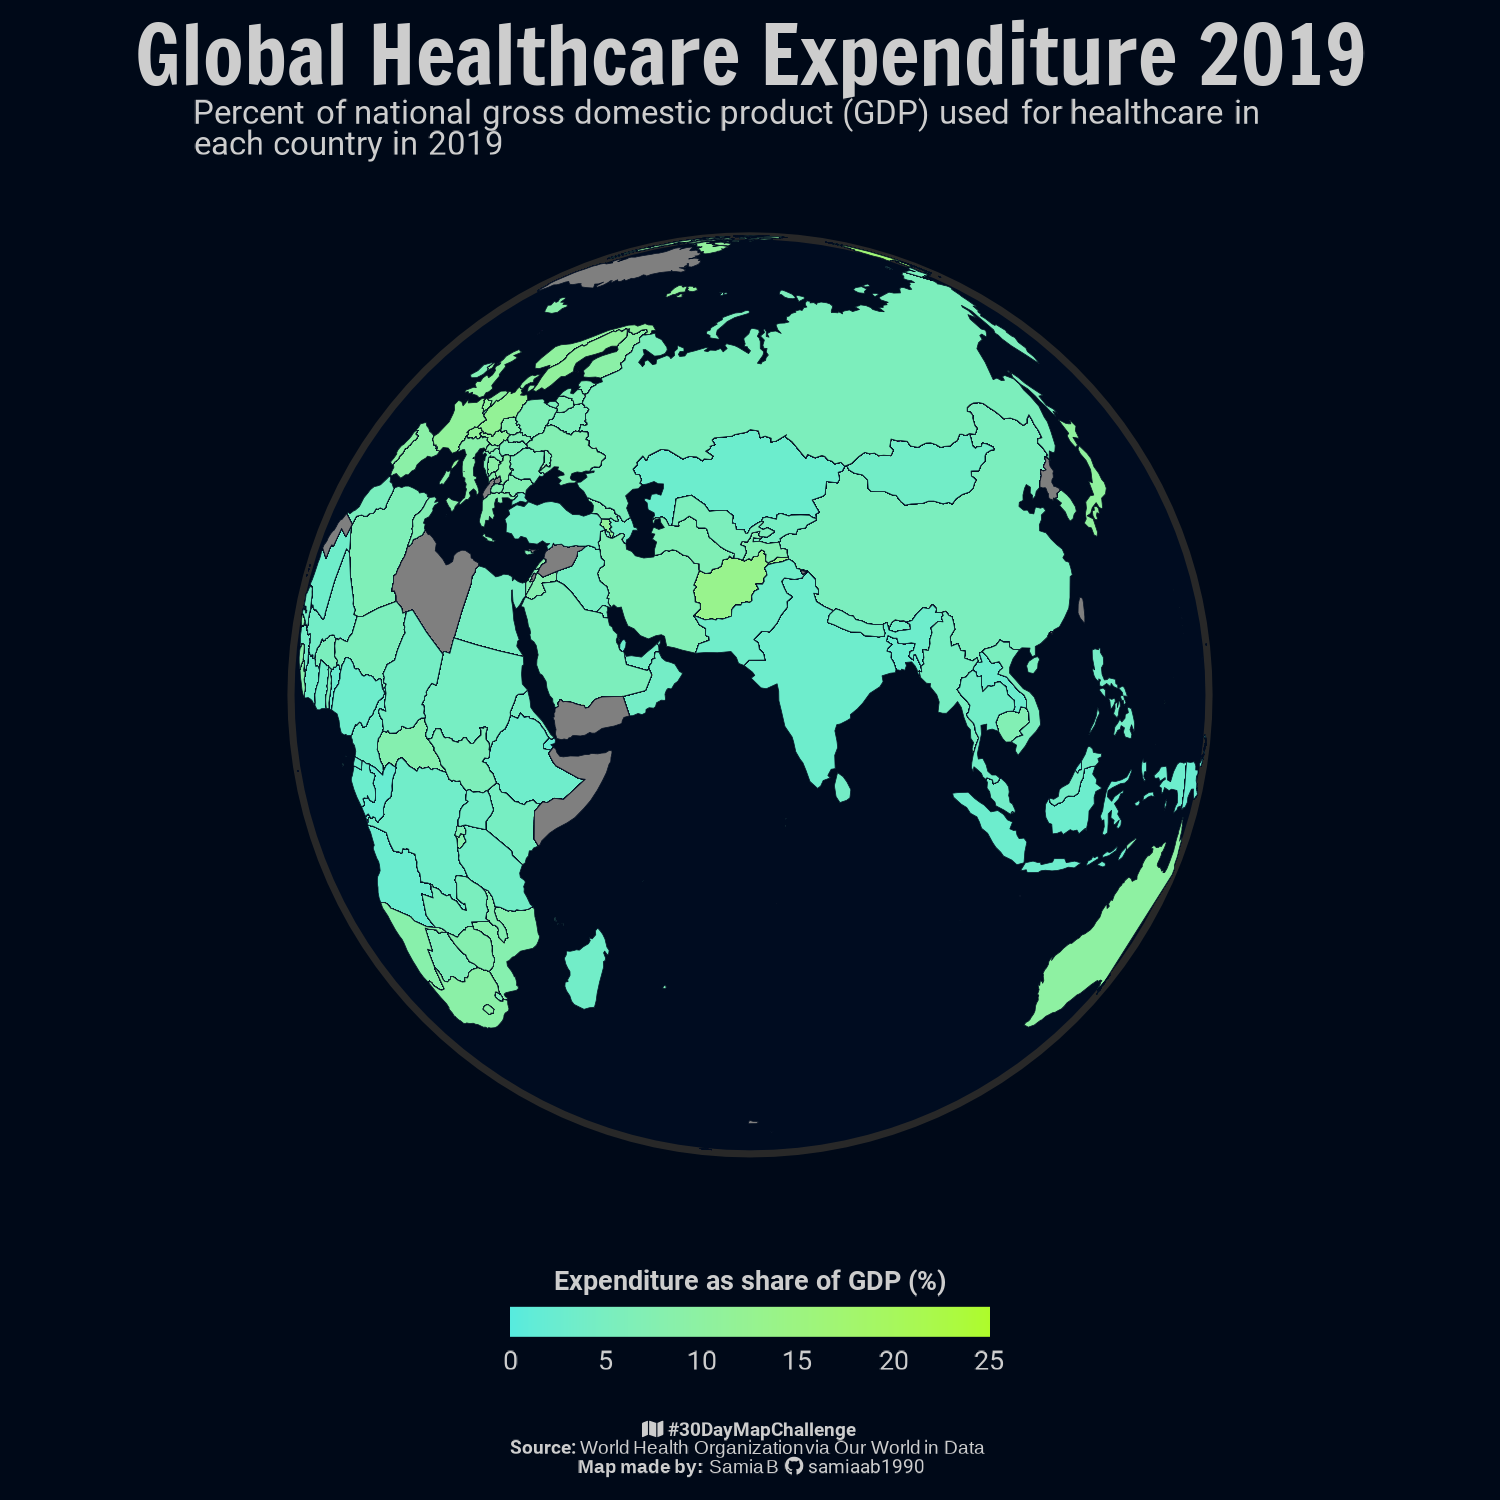 Global Healthcare Expenditure 2019
Percent of national gross domestic product (GDP) used for healthcare in
each country in 2019
Expenditure as share of GDP (%)
0 5 10 15 20 25
#30DayMapChallenge
Source: World Health Organization via Our World in Data
Map made by: Samia B samiaab1990